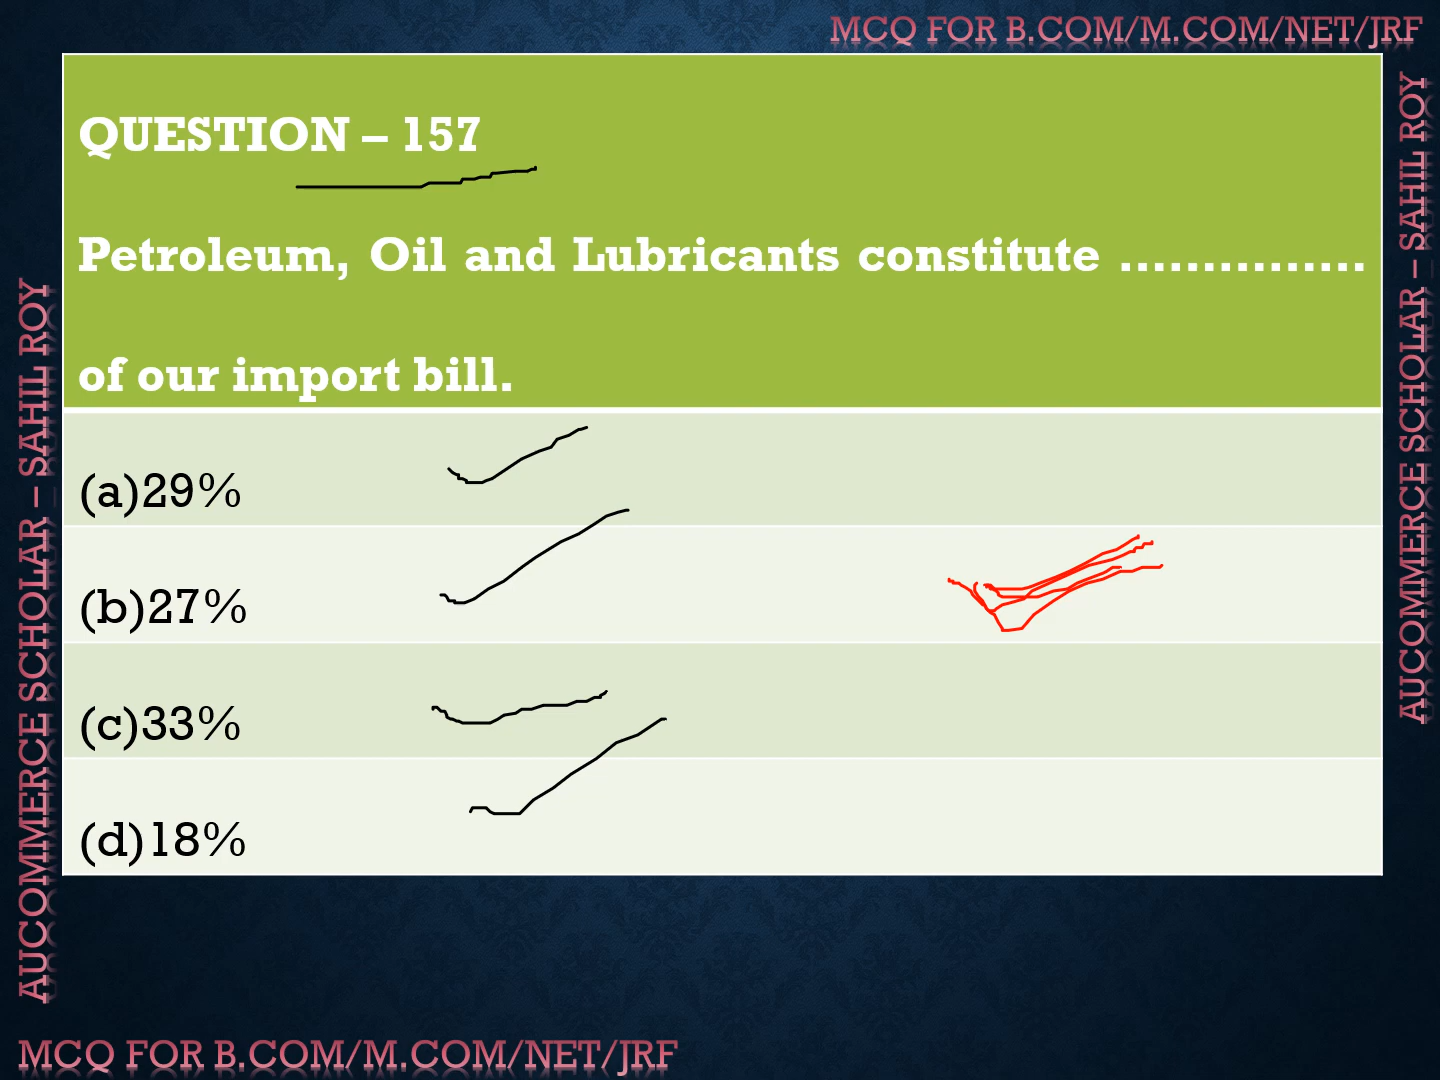 MCQ FOR B.COM/M.COM/NET/JRF
QUESTION – 157
Petroleum, Oil and Lubricants constitute ...............
of our import bill.
(a)29%
(b)27%
(c)33%
(d)18%
AUCOMMERCE SCHOLAR – SAHIL ROY
AUCOMMERCE SCHOLAR – SAHIL ROY
MCQ FOR B.COM/M.COM/NET/JRF